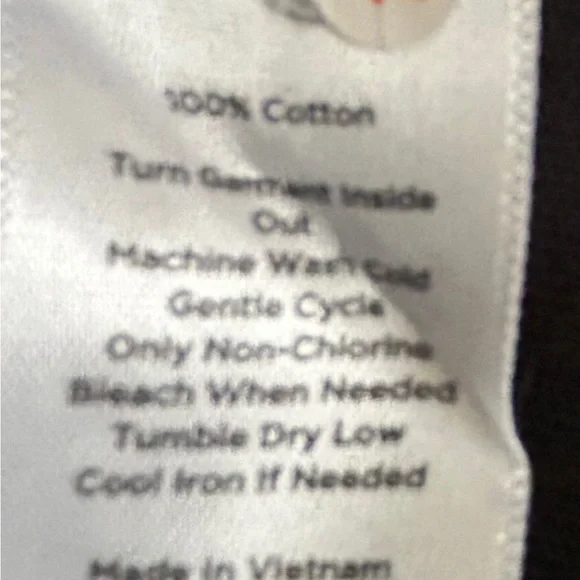 100% Cotton
Turn Garment Inside
Out
Machine Wash Cold
Gentle Cycle
Only Non-Chlorine
Bleach When Needed
Tumble Dry Low
Cool Iron If Needed
Made in Vietnam